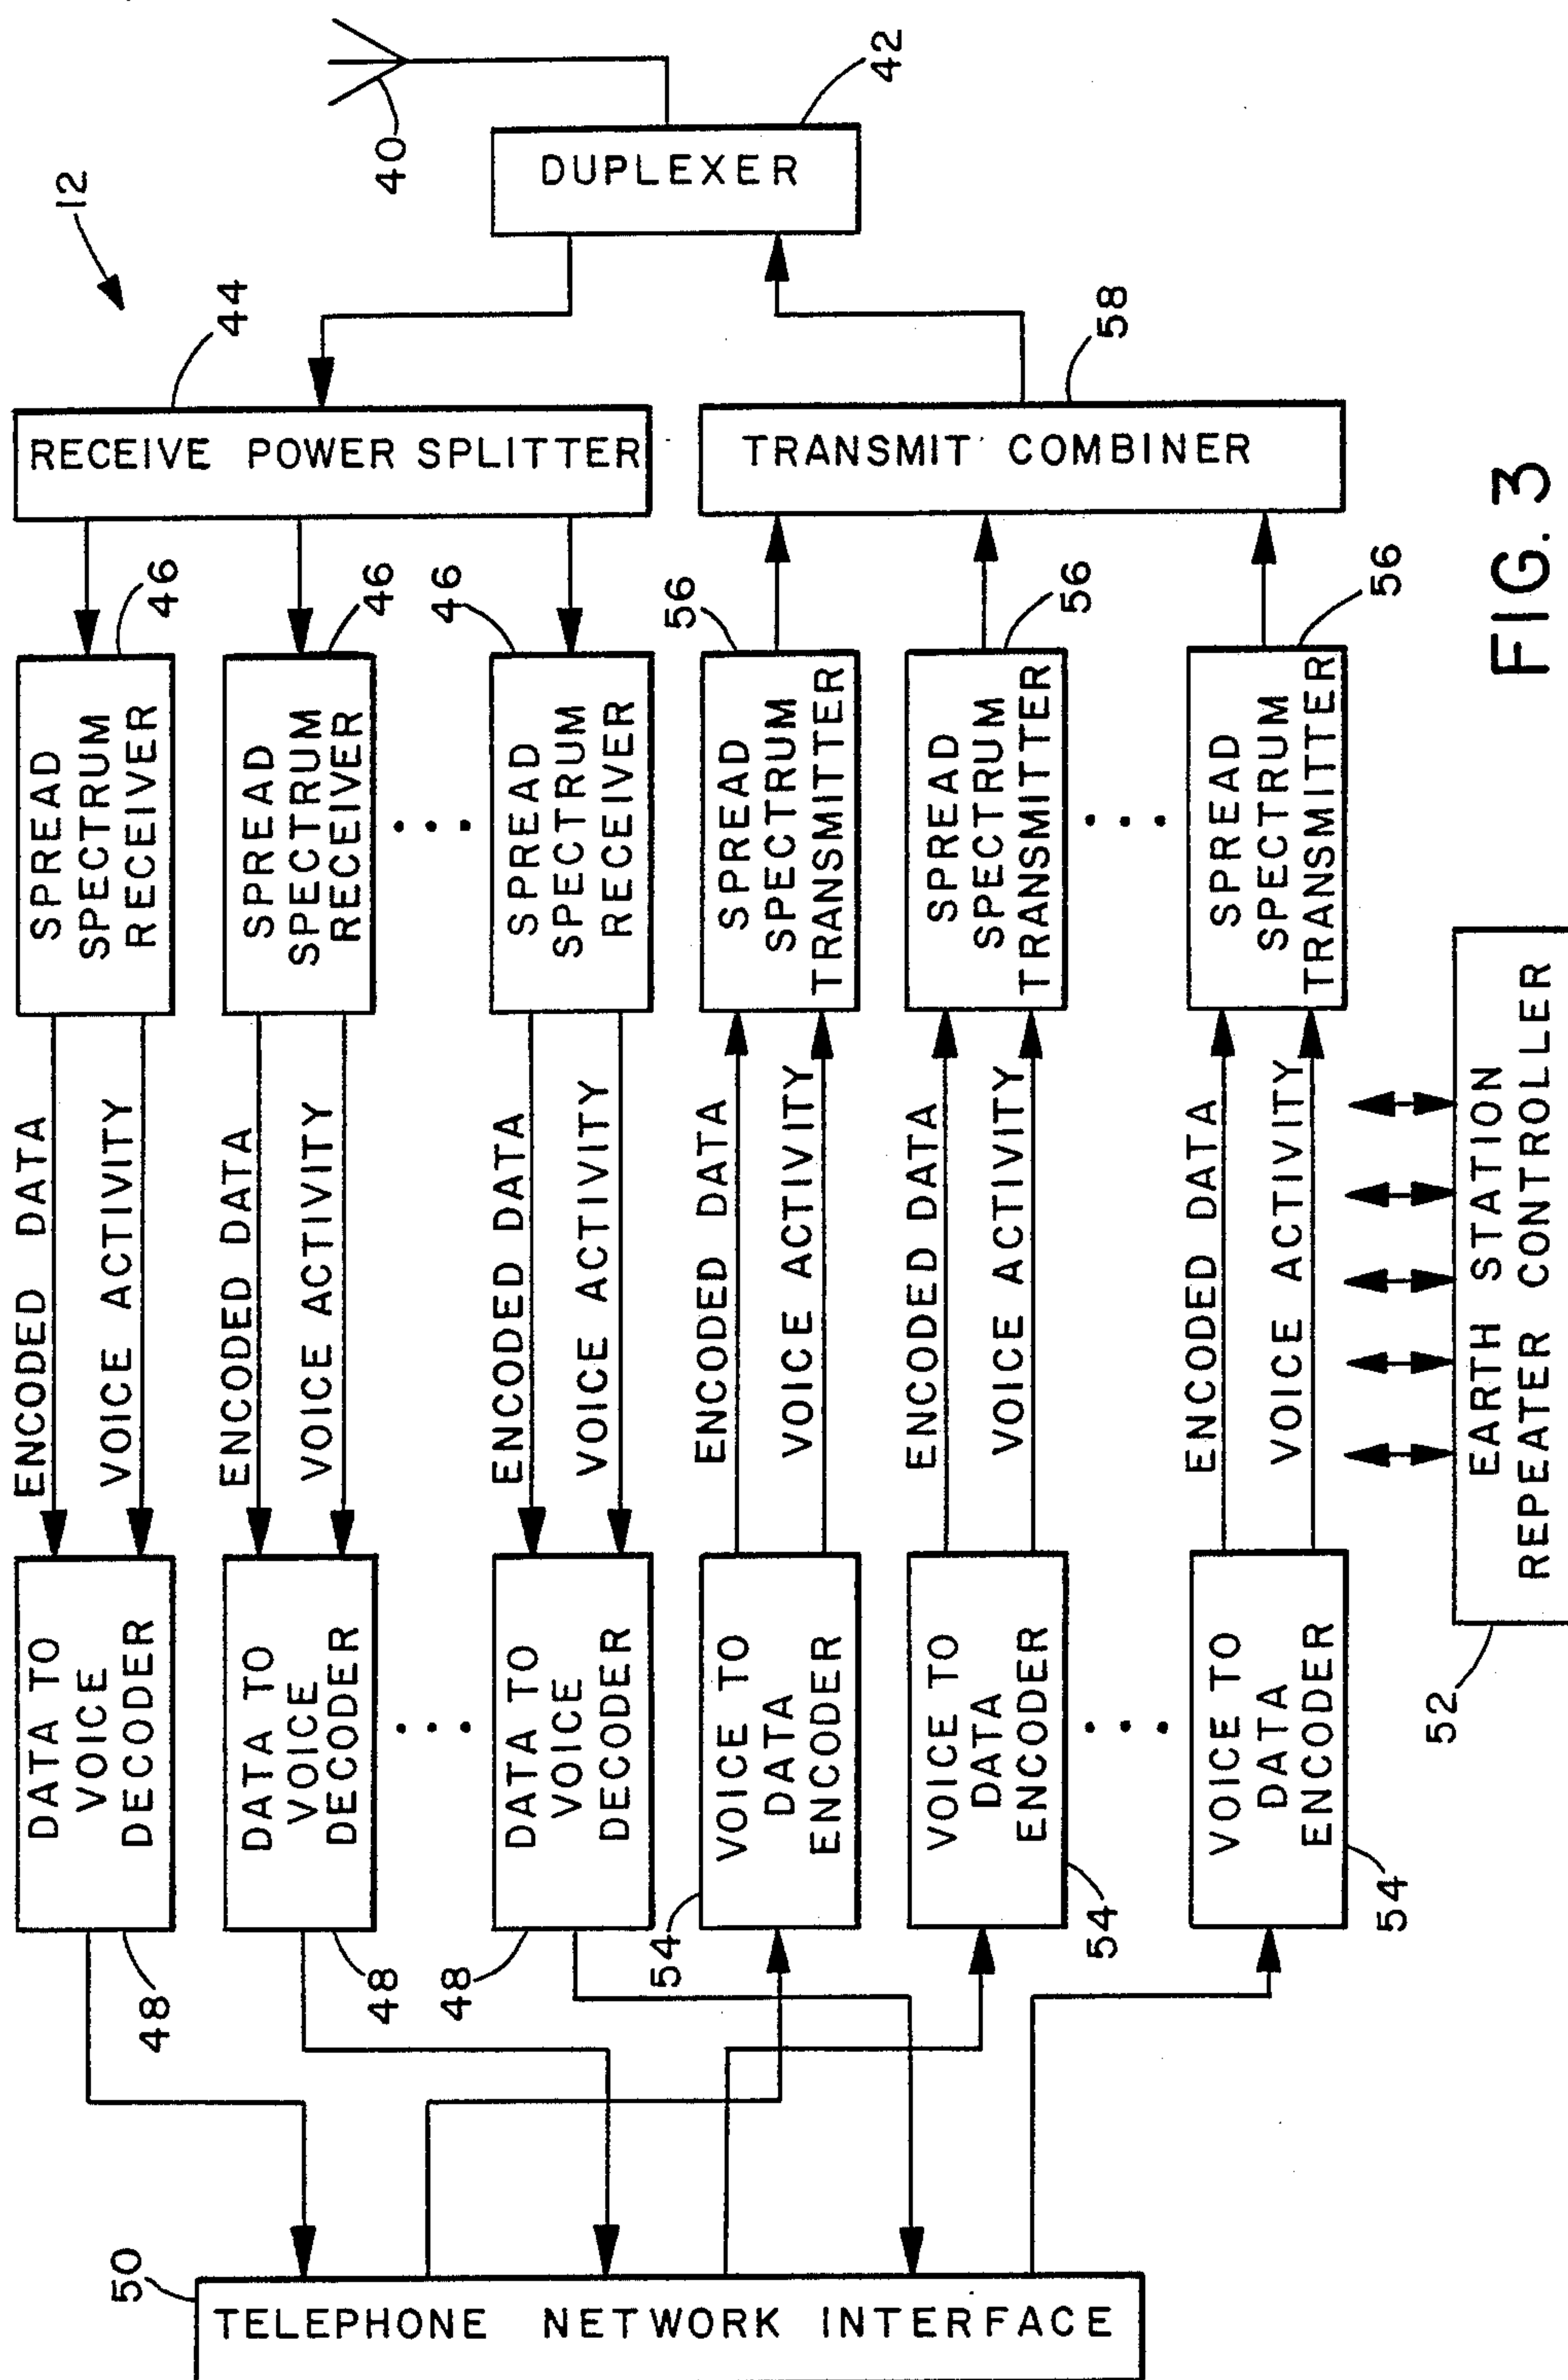 12
40
DUPLEXER
42
44
RECEIVE POWER SPLITTER
TRANSMIT COMBINER
58
SPREAD
SPECTRUM
RECEIVER
46
SPREAD
SPECTRUM
RECEIVER
46
SPREAD
SPECTRUM
RECEIVER
46
SPREAD
SPECTRUM
TRANSMITTER
56
SPREAD
SPECTRUM
TRANSMITTER
56
SPREAD
SPECTRUM
TRANSMITTER
56
ENCODED DATA
VOICE ACTIVITY
ENCODED DATA
VOICE ACTIVITY
ENCODED DATA
VOICE ACTIVITY
ENCODED DATA
VOICE ACTIVITY
ENCODED DATA
VOICE ACTIVITY
ENCODED DATA
VOICE ACTIVITY
DATA TO
VOICE
DECODER
48
DATA TO
VOICE
DECODER
48
DATA TO
VOICE
DECODER
48
VOICE TO
DATA
ENCODER
54
VOICE TO
DATA
ENCODER
54
VOICE TO
DATA
ENCODER
54
EARTH STATION
REPEATER CONTROLLER
52
50
TELEPHONE NETWORK INTERFACE
FIG. 3